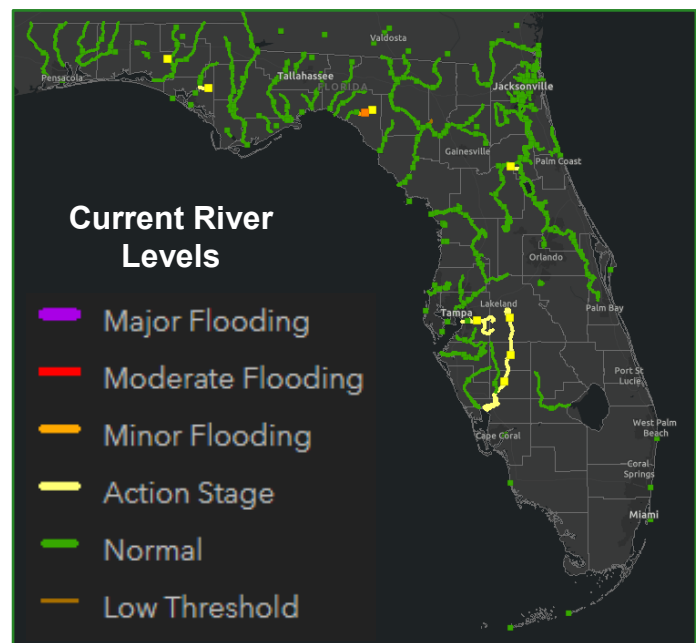 Valdosta
Pensacola
Tallahassee
FLORIDA
Jacksonville
Gainesville
Palm Coast
Current River
Levels
Orlando
Lakeland
Tampa
Palm Bay
Major Flooding
Moderate Flooding
Port St
Lucie
Minor Flooding
West Palm
Beach
Cape Coral
Coral
Springs
Action Stage
Miami
Normal
Low Threshold